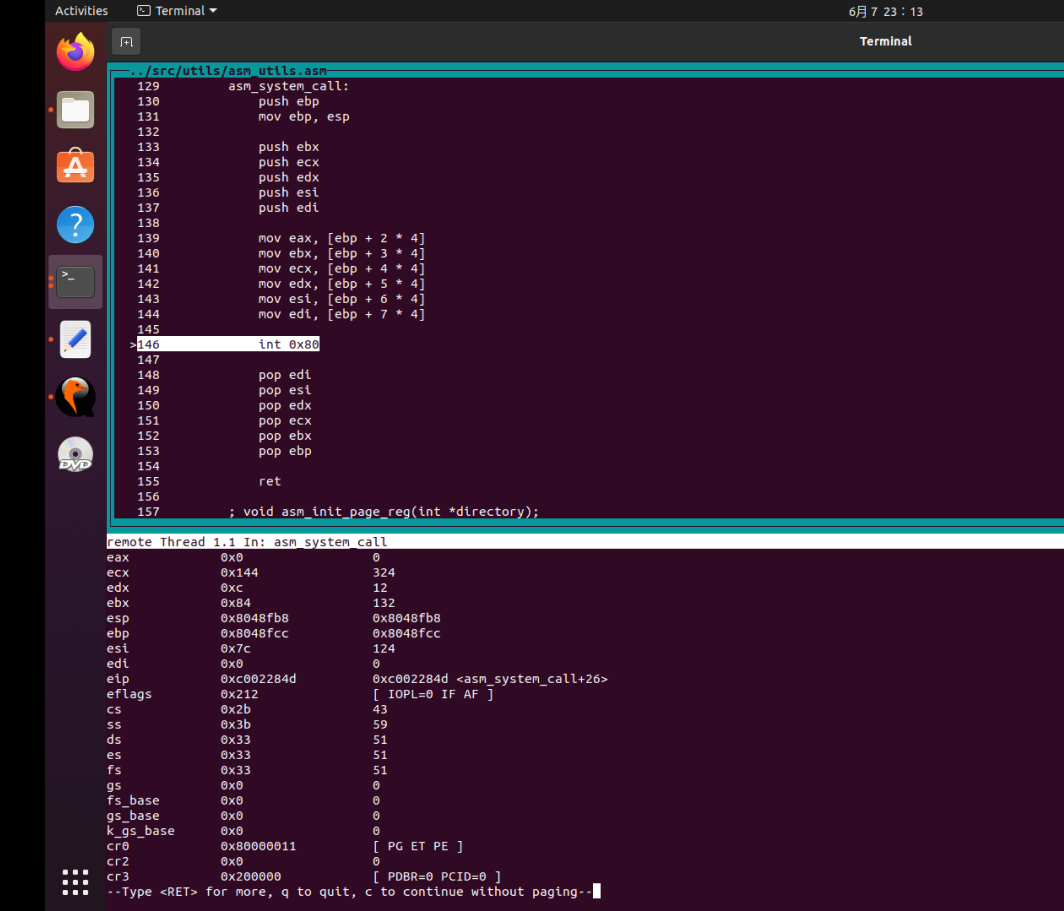 Activities Terminal 6月 7 23：13
Terminal
../src/utils/asm_utils.asm
129 asm_system_call:
130 push ebp
131 mov ebp, esp
132
133 push ebx
134 push ecx
135 push edx
136 push esi
137 push edi
138
139 mov eax, [ebp + 2 * 4]
140 mov ebx, [ebp + 3 * 4]
141 mov ecx, [ebp + 4 * 4]
142 mov edx, [ebp + 5 * 4]
143 mov esi, [ebp + 6 * 4]
144 mov edi, [ebp + 7 * 4]
145
>146 int 0x80
147
148 pop edi
149 pop esi
150 pop edx
151 pop ecx
152 pop ebx
153 pop ebp
154
155 ret
156
157 ; void asm_init_page_reg(int *directory);
remote Thread 1.1 In: asm_system_call
eax 0x0 0
ecx 0x144 324
edx 0xc 12
ebx 0x84 132
esp 0x8048fb8 0x8048fb8
ebp 0x8048fcc 0x8048fcc
esi 0x7c 124
edi 0x0 0
eip 0xc002284d 0xc002284d <asm_system_call+26>
eflags 0x212 [ IOPL=0 IF AF ]
cs 0x2b 43
ss 0x3b 59
ds 0x33 51
es 0x33 51
fs 0x33 51
gs 0x0 0
fs_base 0x0 0
gs_base 0x0 0
k_gs_base 0x0 0
cr0 0x80000011 [ PG ET PE ]
cr2 0x0 0
cr3 0x200000 [ PDBR=0 PCID=0 ]
--Type <RET> for more, q to quit, c to continue without paging--